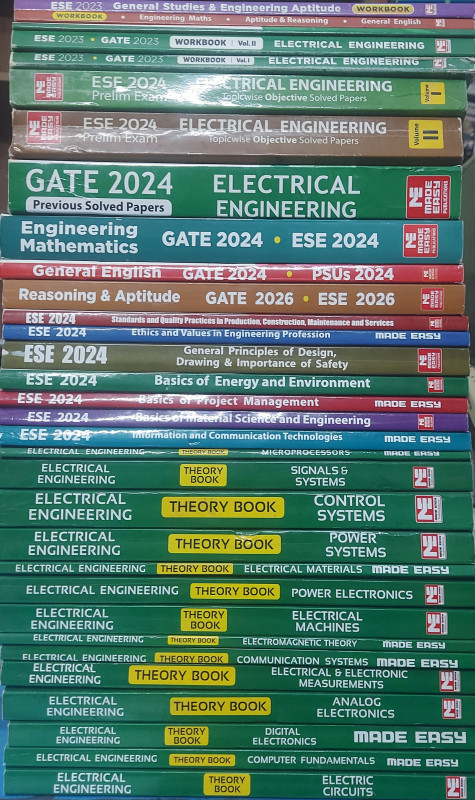 ESE 2023 General Studies & Engineering Aptitude WORKBOOK
WORKBOOK • Engineering Maths • Aptitude & Reasoning • General English
ESE 2023 • GATE 2023 WORKBOOK Vol. II ELECTRICAL ENGINEERING
ESE 2023 • GATE 2023 WORKBOOK Vol. I ELECTRICAL ENGINEERING
ESE 2024 ELECTRICAL ENGINEERING Volume I
Prelim Exam Topicwise Objective Solved Papers
ESE 2024 ELECTRICAL ENGINEERING Volume II
Prelim Exam Topicwise Objective Solved Papers
GATE 2024 ELECTRICAL
Previous Solved Papers ENGINEERING
MADE EASY PUBLICATIONS
Engineering
Mathematics GATE 2024 • ESE 2024
MADE EASY
General English GATE 2024 • PSUs 2024
Reasoning & Aptitude GATE 2026 • ESE 2026
ESE 2024 Standards and Quality Practices in Production, Construction, Maintenance and Services
ESE 2024 Ethics and Values in Engineering Profession MADE EASY
ESE 2024 General Principles of Design,
Drawing & Importance of Safety
ESE 2024 Basics of Energy and Environment
ESE 2024 Basics of Project Management MADE EASY
ESE 2024 Basics of Material Science and Engineering
ESE 2024 Information and Communication Technologies MADE EASY
ELECTRICAL ENGINEERING THEORY BOOK MICROPROCESSORS MADE EASY
ELECTRICAL ENGINEERING THEORY BOOK SIGNALS & SYSTEMS
ELECTRICAL ENGINEERING THEORY BOOK CONTROL SYSTEMS
ELECTRICAL ENGINEERING THEORY BOOK POWER SYSTEMS
ELECTRICAL ENGINEERING THEORY BOOK ELECTRICAL MATERIALS MADE EASY
ELECTRICAL ENGINEERING THEORY BOOK POWER ELECTRONICS
ELECTRICAL ENGINEERING THEORY BOOK ELECTRICAL MACHINES
ELECTRICAL ENGINEERING THEORY BOOK ELECTROMAGNETIC THEORY MADE EASY
ELECTRICAL ENGINEERING THEORY BOOK COMMUNICATION SYSTEMS MADE EASY
ELECTRICAL ENGINEERING THEORY BOOK ELECTRICAL & ELECTRONIC MEASUREMENTS
ELECTRICAL ENGINEERING THEORY BOOK ANALOG ELECTRONICS
ELECTRICAL ENGINEERING THEORY BOOK DIGITAL ELECTRONICS MADE EASY
ELECTRICAL ENGINEERING THEORY BOOK COMPUTER FUNDAMENTALS MADE EASY
ELECTRICAL ENGINEERING THEORY BOOK ELECTRIC CIRCUITS